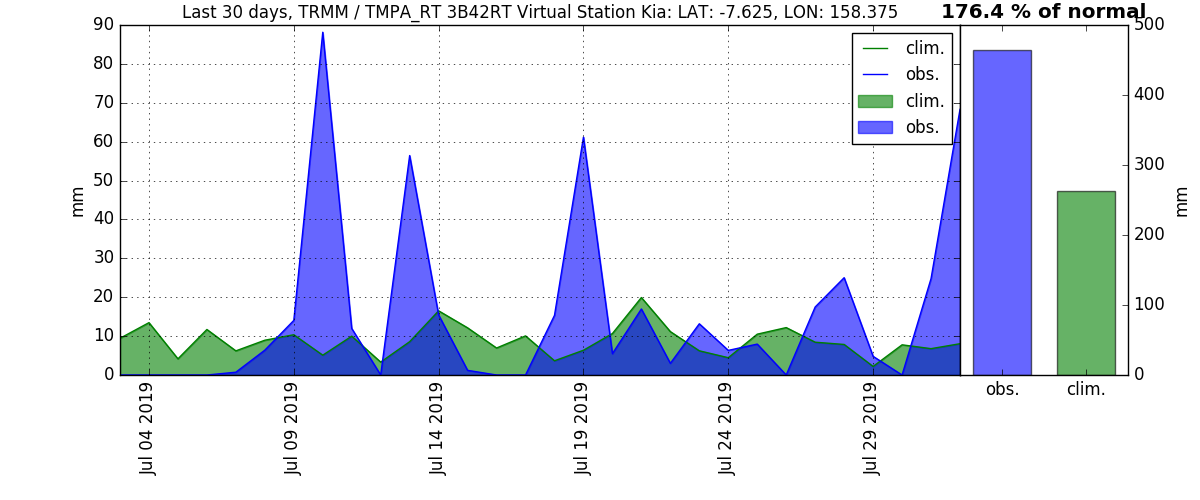 Last 30 days, TRMM / TMPA_RT 3B42RT Virtual Station Kia: LAT: -7.625, LON: 158.375
176.4 % of normal
90
80
70
60
50
40
30
20
10
0
mm
Jul 04 2019
Jul 09 2019
Jul 14 2019
Jul 19 2019
Jul 24 2019
Jul 29 2019
clim.
obs.
clim.
obs.
500
400
300
200
100
0
mm
obs.
clim.